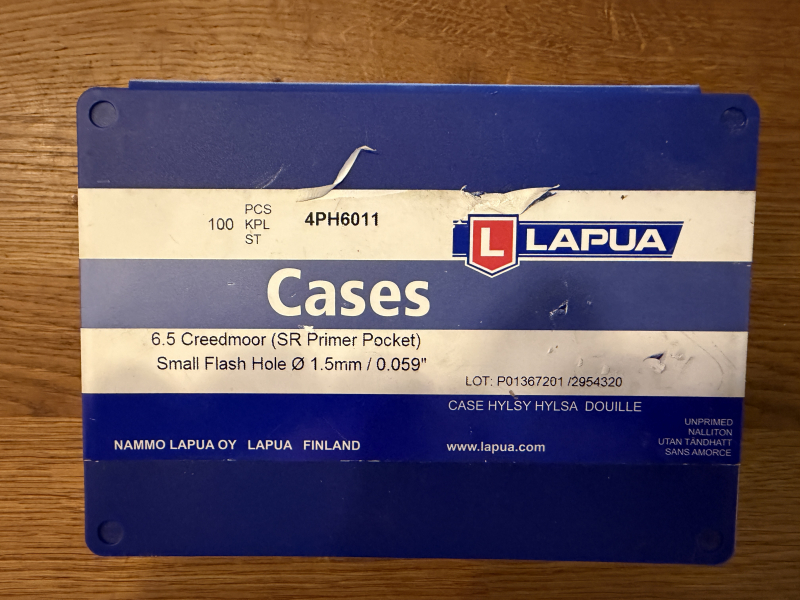 100 PCS
KPL
ST
4PH6011
L LAPUA
Cases
6.5 Creedmoor (SR Primer Pocket)
Small Flash Hole Ø 1.5mm / 0.059"
LOT: P01367201 /2954320
CASE HYLSY HYLSA DOUILLE
UNPRIMED
NALLITON
UTAN TÄNDHATT
SANS AMORCE
NAMMO LAPUA OY LAPUA FINLAND
www.lapua.com